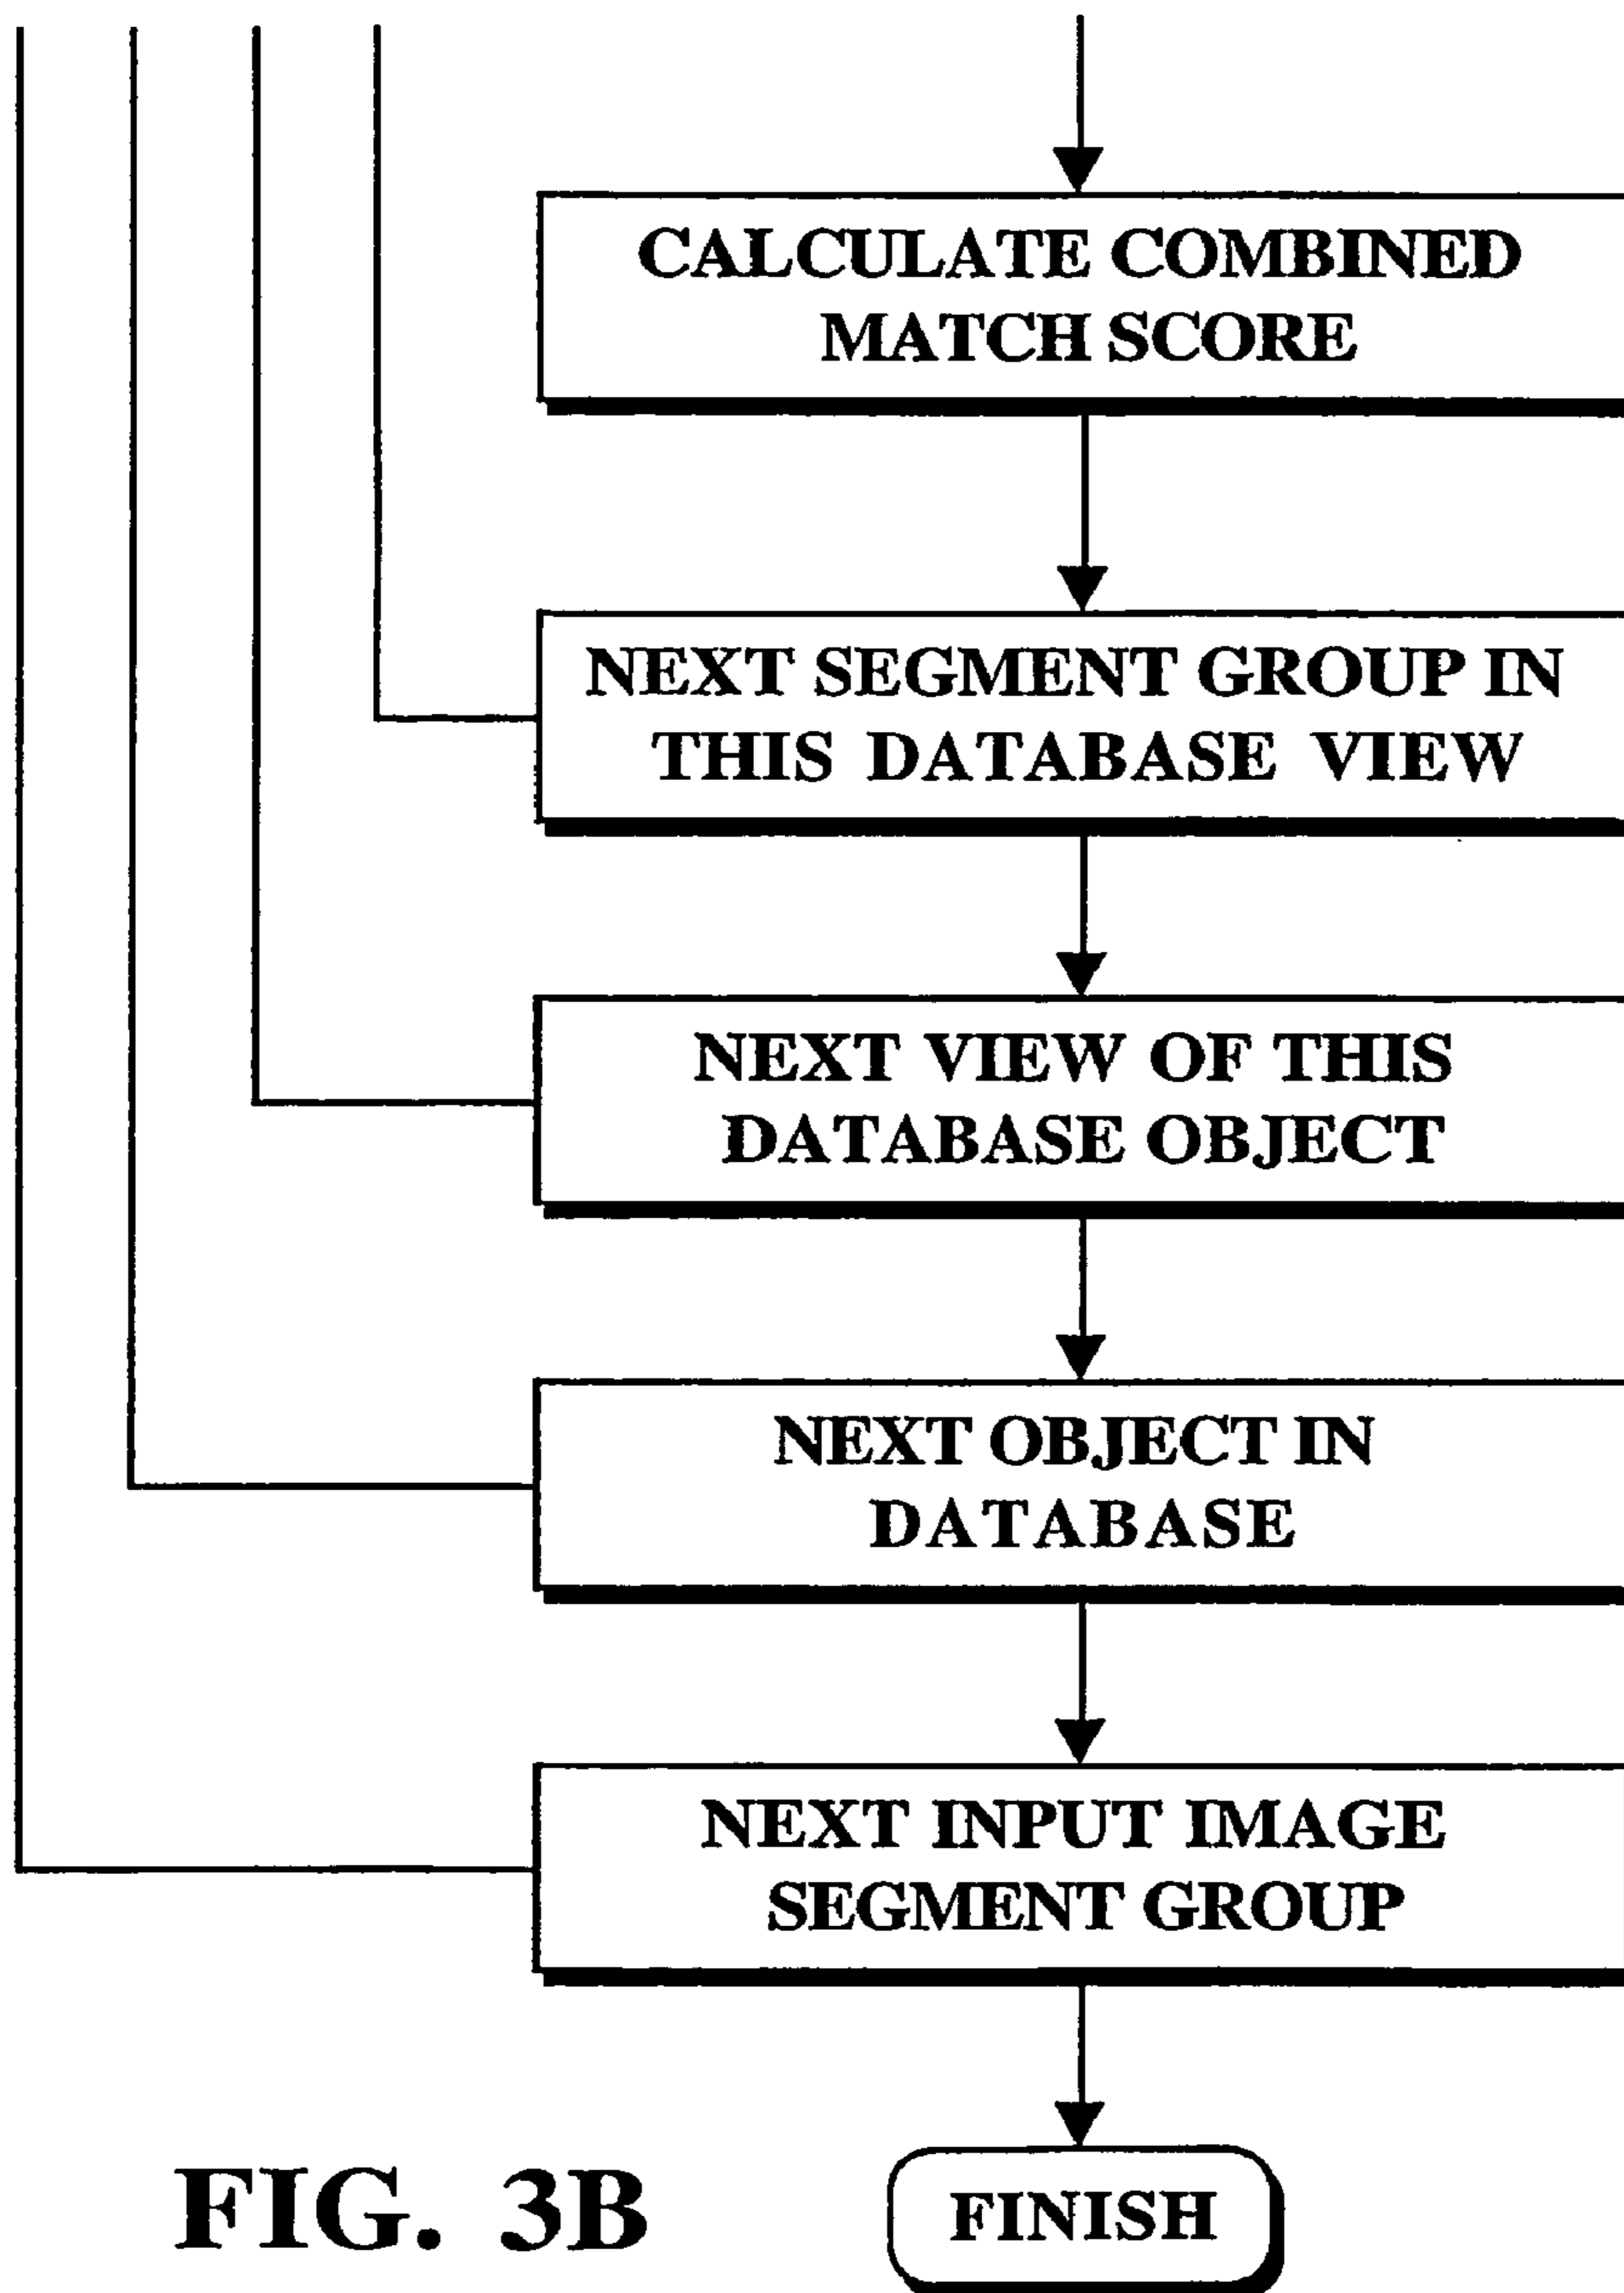 CALCULATE COMBINED
MATCH SCORE
NEXT SEGMENT GROUP IN
THIS DATABASE VIEW
NEXT VIEW OF THIS
DATABASE OBJECT
NEXT OBJECT IN
DATABASE
NEXT INPUT IMAGE
SEGMENT GROUP
FINISH
FIG. 3B